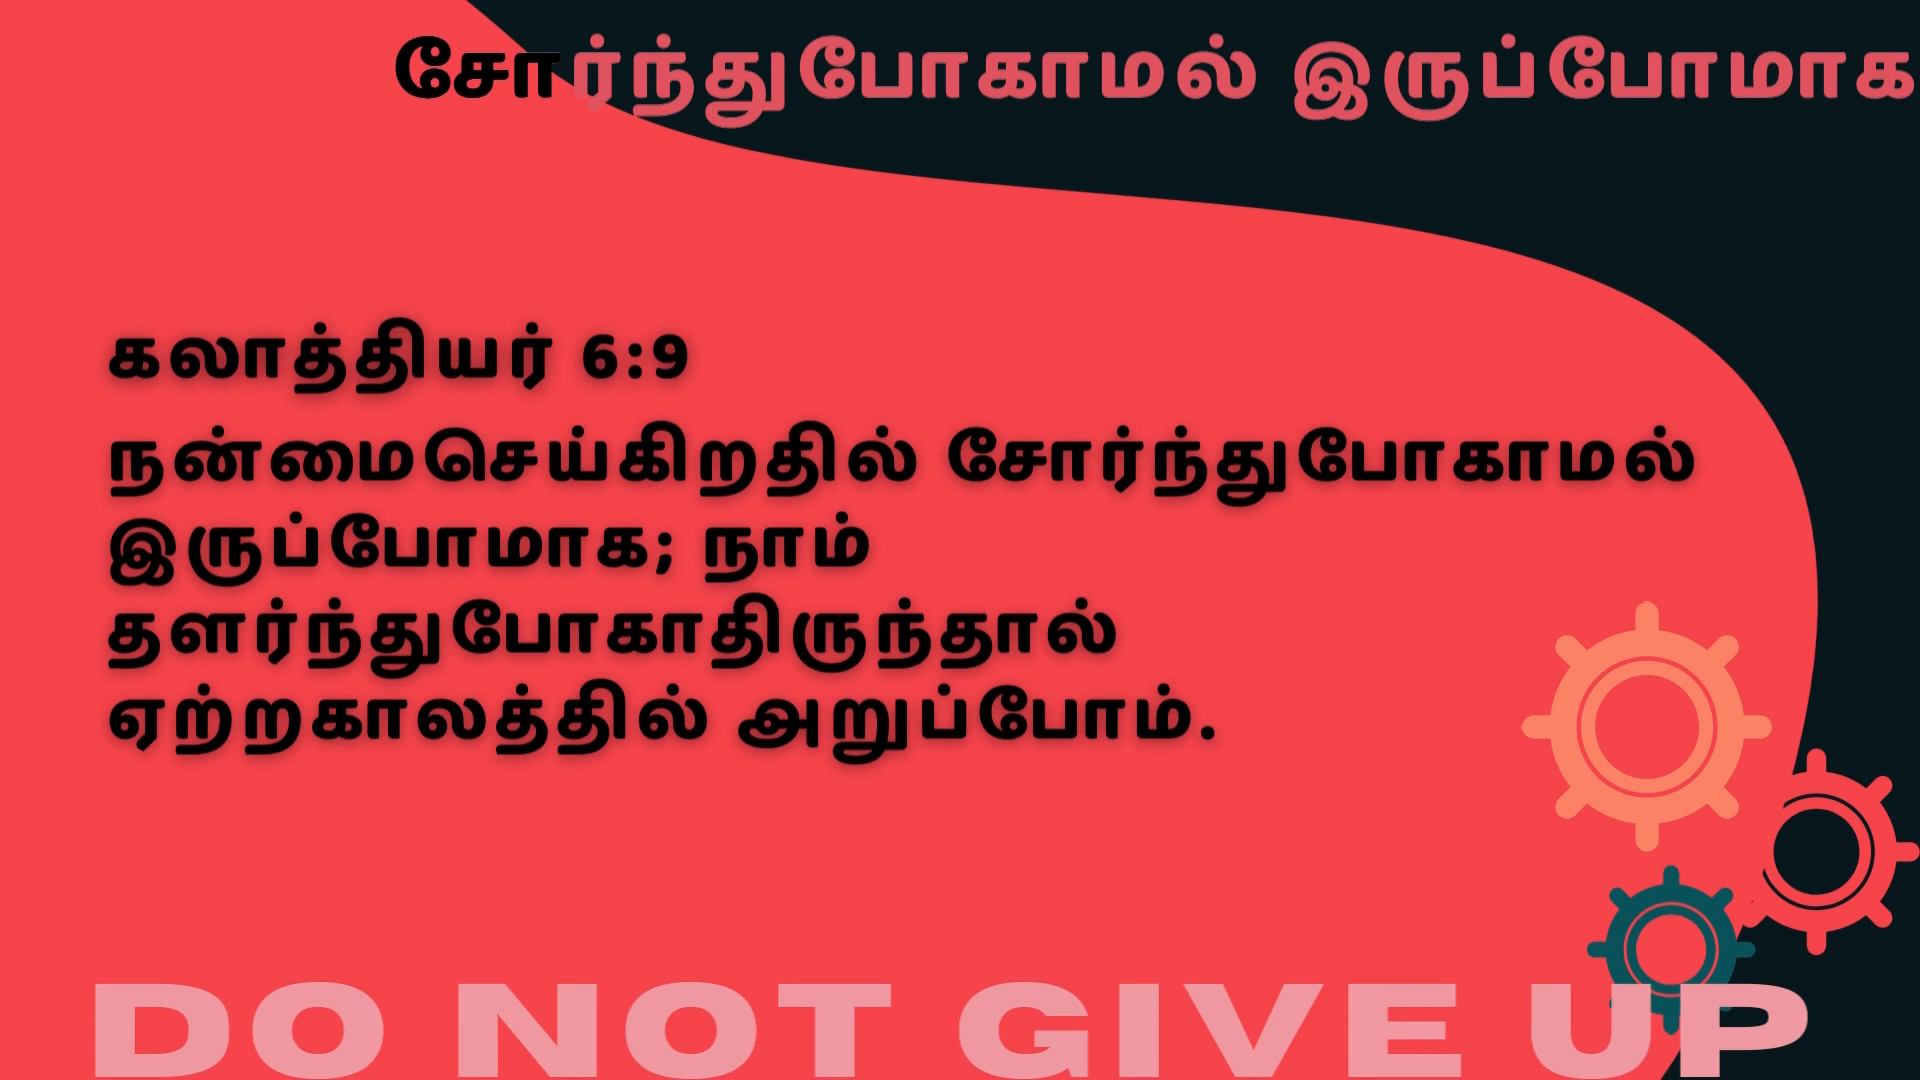 சோர்ந்துபோகாமல் இருப்போமாக
கலாத்தியர் 6:9
நன்மைசெய்கிறதில் சோர்ந்துபோகாமல்
இருப்போமாக; நாம்
தளர்ந்துபோகாதிருந்தால்
ஏற்றகாலத்தில் அறுப்போம்.
DO NOT GIVE UP